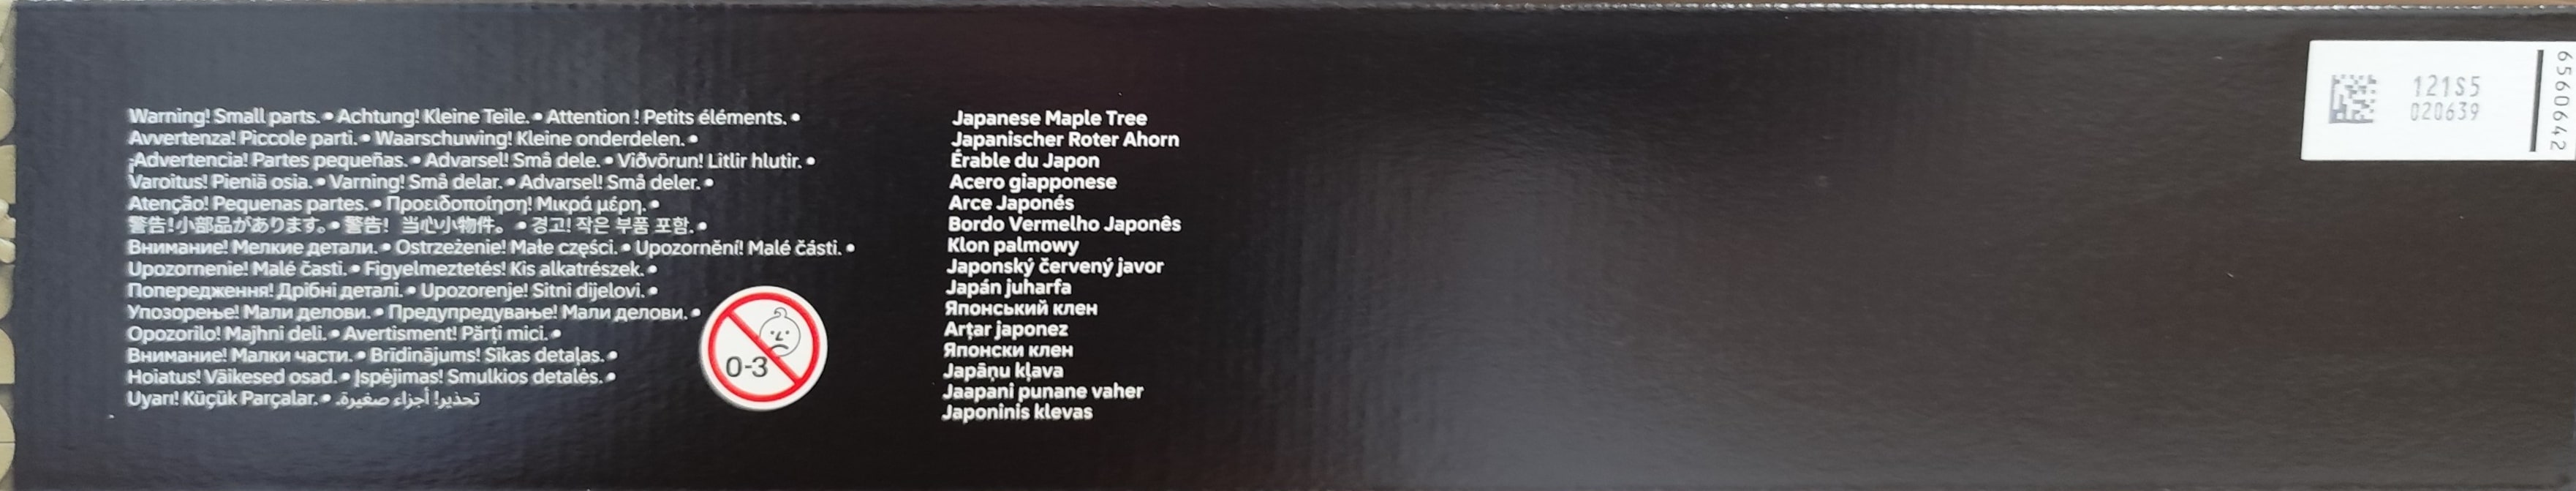 Warning! Small parts. • Achtung! Kleine Teile. • Attention ! Petits éléments. •
Avvertenza! Piccole parti. • Waarschuwing! Kleine onderdelen. •
¡Advertencia! Partes pequeñas. • Advarsel! Små dele. • Viðvörun! Litlir hlutir. •
Varoitus! Pieniä osia. • Varning! Små delar. • Advarsel! Små deler. •
Atenção! Pequenas partes. • Προειδοποίηση! Μικρά μέρη. •
警告!小部品があります。• 警告! 当心小物件。 • 경고! 작은 부품 포함. •
Внимание! Мелкие детали. • Ostrzeżenie! Małe części. • Upozornění! Malé části. •
Upozornenie! Malé časti. • Figyelmeztetés! Kis alkatrészek. •
Попередження! Дрібні деталі. • Upozorenje! Sitni dijelovi. •
Упозорење! Мали делови. • Предупредување! Мали делови. •
Opozorilo! Majhni deli. • Avertisment! Părți mici. •
Внимание! Малки части. • Brīdinājums! Sīkas detaļas. •
Hoiatus! Väikesed osad. • Įspėjimas! Smulkios detalės. •
Uyarı! Küçük Parçalar. • تحذير! أجزاء صغيرة.
0-3
Japanese Maple Tree
Japanischer Roter Ahorn
Érable du Japon
Acero giapponese
Arce Japonés
Bordo Vermelho Japonês
Klon palmowy
Japonský červený javor
Japán juharfa
Японський клен
Arțar japonez
Японски клен
Japāņu kļava
Jaapani punane vaher
Japoninis klevas
121S5
020639
6560642